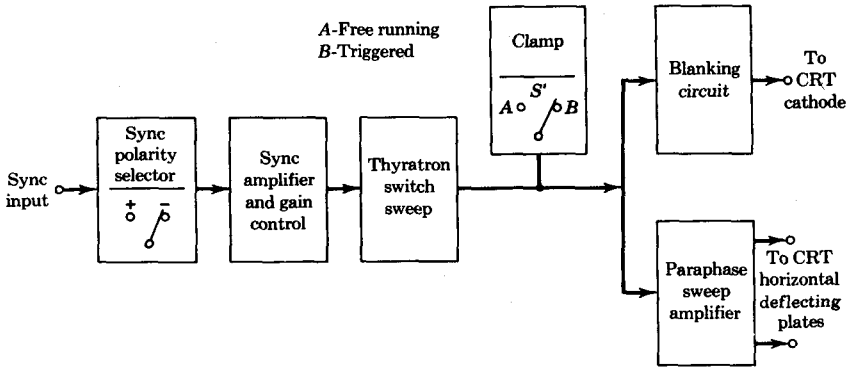 A-Free running
B-Triggered
Sync
input
Sync
polarity
selector
+ −
Sync
amplifier
and gain
control
Thyratron
switch
sweep
Clamp
S'
A B
Blanking
circuit
To
CRT
cathode
Paraphase
sweep
amplifier
To CRT
horizontal
deflecting
plates